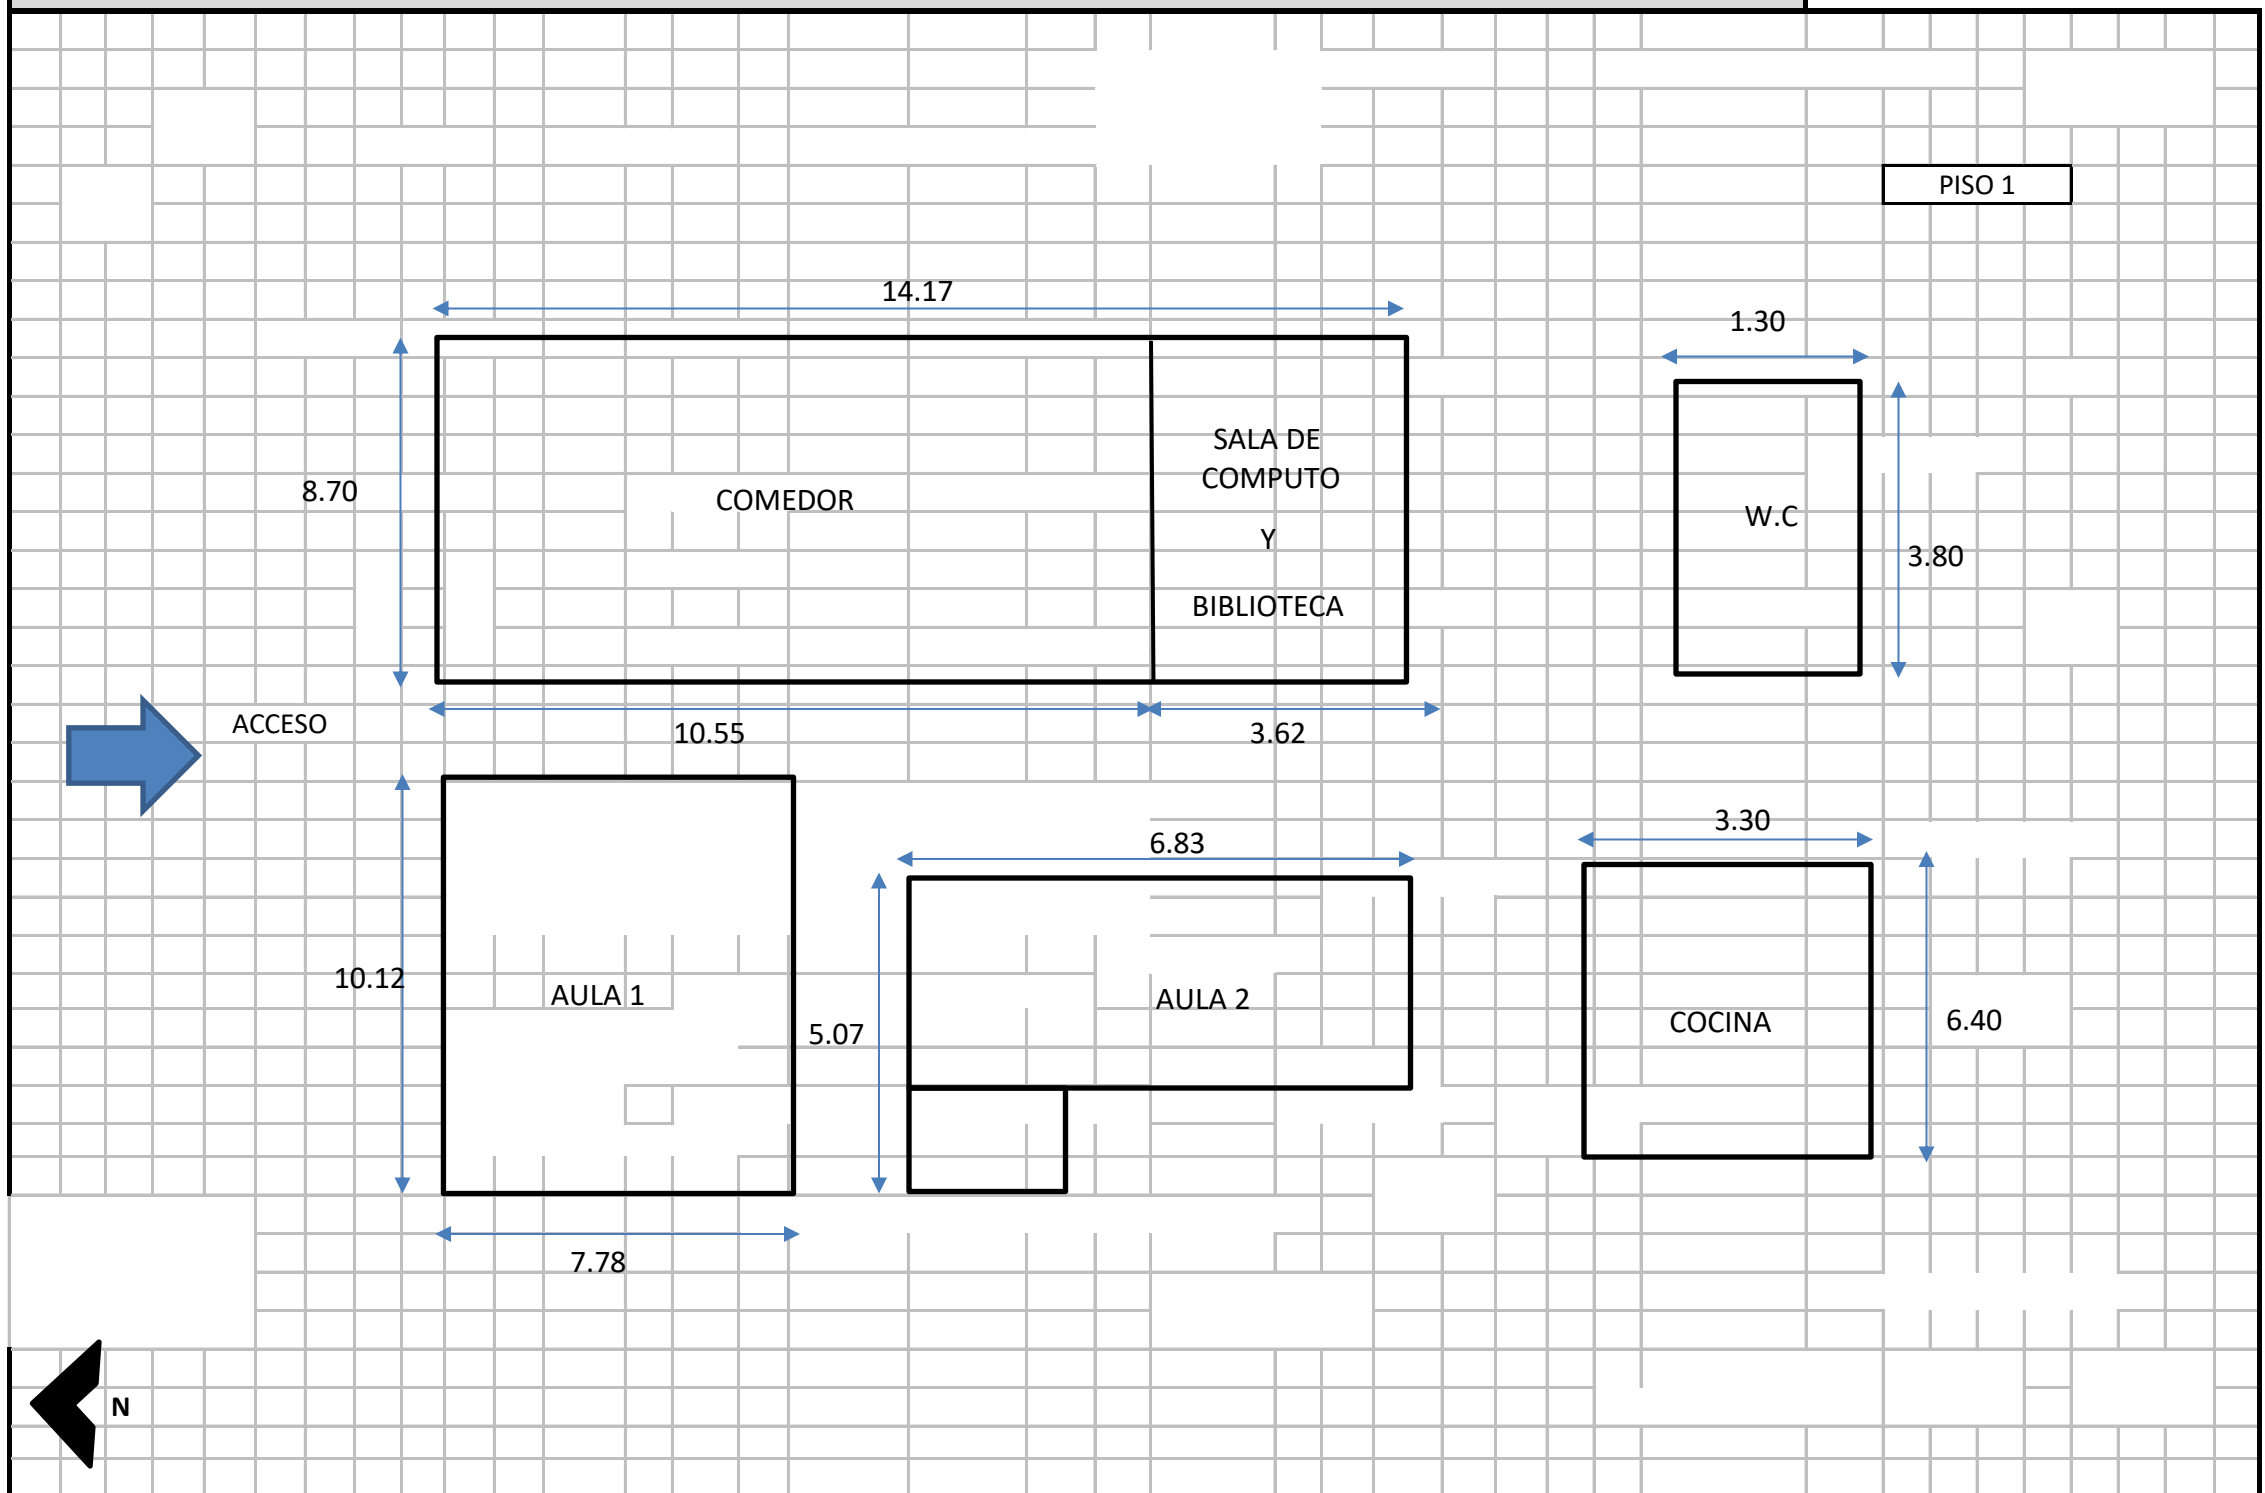 PISO 1
14.17
1.30
8.70
COMEDOR
SALA DE
COMPUTO
Y
BIBLIOTECA
W.C
3.80
ACCESO
10.55
3.62
3.30
6.83
10.12
AULA 1
5.07
AULA 2
COCINA
6.40
7.78
N